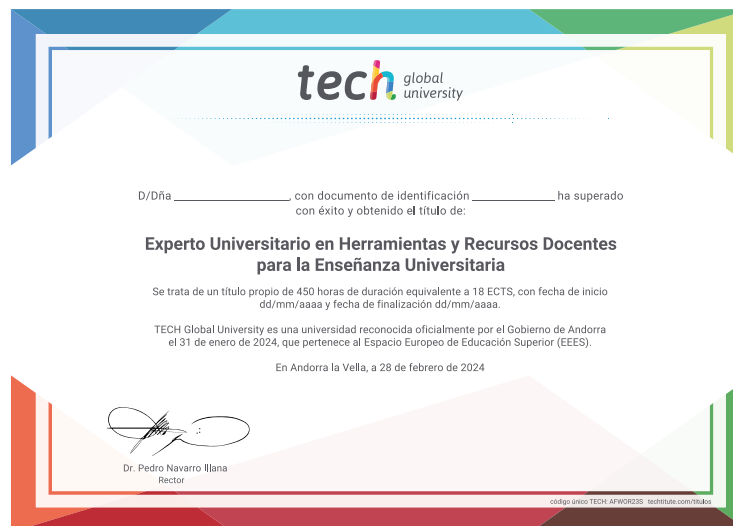 tech global
university
D/Dña ____________________, con documento de identificación ______________ ha superado
con éxito y obtenido el título de:
Experto Universitario en Herramientas y Recursos Docentes
para la Enseñanza Universitaria
Se trata de un título propio de 450 horas de duración equivalente a 18 ECTS, con fecha de inicio
dd/mm/aaaa y fecha de finalización dd/mm/aaaa.
TECH Global University es una universidad reconocida oficialmente por el Gobierno de Andorra
el 31 de enero de 2024, que pertenece al Espacio Europeo de Educación Superior (EEES).
En Andorra la Vella, a 28 de febrero de 2024
Dr. Pedro Navarro Illana
Rector
código único TECH: AFWOR23S techtitute.com/titulos